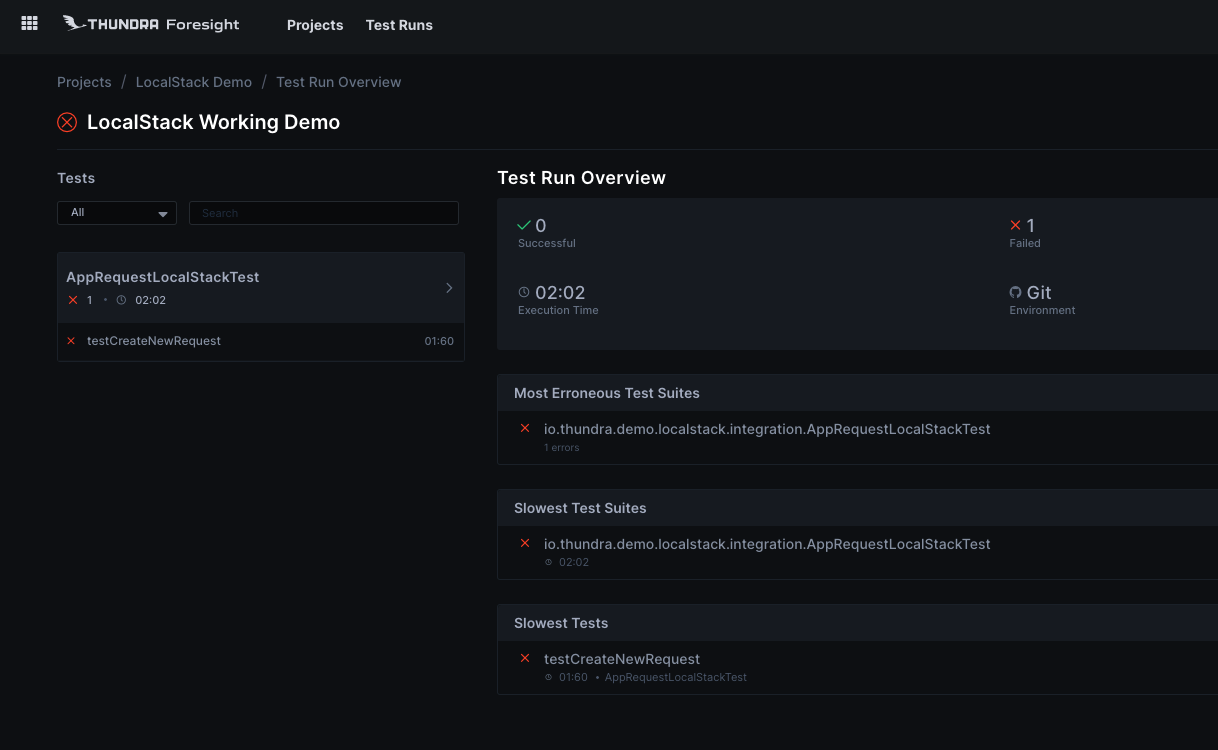 THUNDRA Foresight Projects Test Runs
Projects / LocalStack Demo / Test Run Overview
LocalStack Working Demo
Tests
All Search
AppRequestLocalStackTest
1 • 02:02
testCreateNewRequest 01:60
Test Run Overview
0 1
Successful Failed
02:02 Git
Execution Time Environment
Most Erroneous Test Suites
io.thundra.demo.localstack.integration.AppRequestLocalStackTest
1 errors
Slowest Test Suites
io.thundra.demo.localstack.integration.AppRequestLocalStackTest
02:02
Slowest Tests
testCreateNewRequest
01:60 • AppRequestLocalStackTest